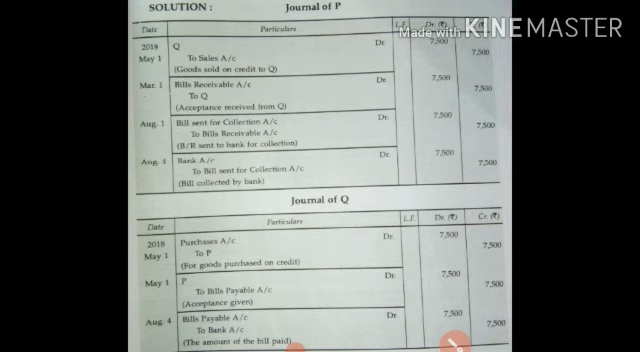 SOLUTION : Journal of P
Made with KINEMASTER
Date Particulars L.F. Dr. (₹)
2018 Q Dr. 7,500
May 1 To Sales A/c 7,500
(Goods sold on credit to Q)
Mar. 1 Bills Receivable A/c Dr. 7,500
To Q 7,500
(Acceptance received from Q)
Aug. 1 Bill sent for Collection A/c Dr. 7,500
To Bills Receivable A/c 7,500
(B/R sent to bank for collection)
Aug. 4 Bank A/c Dr. 7,500
To Bill sent for Collection A/c 7,500
(Bill collected by bank)
Journal of Q
Date Particulars L.F. Dr. (₹) Cr. (₹)
2018 Purchases A/c Dr. 7,500
May 1 To P 7,500
(For goods purchased on credit)
May 1 P Dr. 7,500
To Bills Payable A/c 7,500
(Acceptance given)
Aug. 4 Bills Payable A/c Dr. 7,500
To Bank A/c 7,500
(The amount of the bill paid)